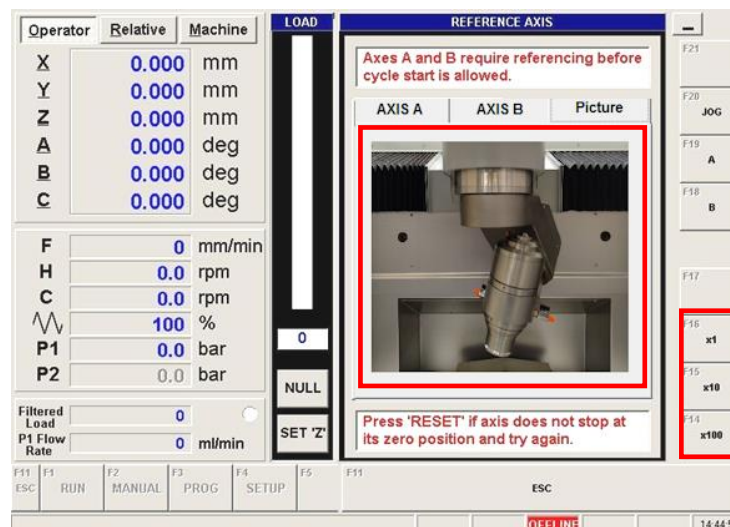 Operator Relative Machine
X 0.000 mm
Y 0.000 mm
Z 0.000 mm
A 0.000 deg
B 0.000 deg
C 0.000 deg
F 0 mm/min
H 0.0 rpm
C 0.0 rpm
100 %
P1 0.0 bar
P2 0.0 bar
Filtered
Load 0
P1 Flow
Rate 0 ml/min
LOAD
0
NULL
SET 'Z'
REFERENCE AXIS
Axes A and B require referencing before
cycle start is allowed.
AXIS A AXIS B Picture
Press 'RESET' if axis does not stop at
its zero position and try again.
F21
F20
JOG
F19
A
F18
B
F17
F16
x1
F15
x10
F14
x100
F11
ESC
F1
RUN
F2
MANUAL
F3
PROG
F4
SETUP
F5
F11
ESC
OFFLINE